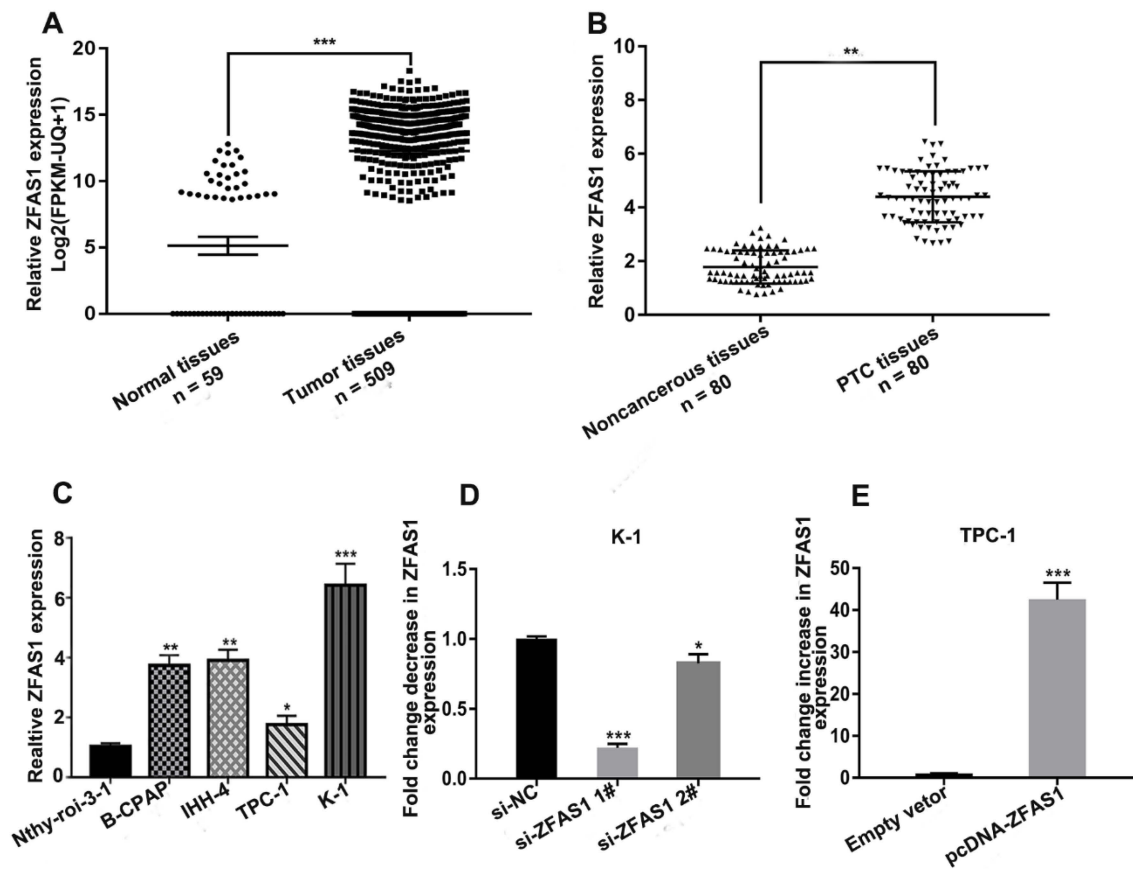 A
Relative ZFAS1 expression
Log2(FPKM-UQ+1)
20
15
10
5
0
***
Normal tissues
n = 59
Tumor tissues
n = 509
B
Relative ZFAS1 expression
10
8
6
4
2
0
**
Noncancerous tissues
n = 80
PTC tissues
n = 80
C
Realtive ZFAS1 expression
8
6
4
2
0
**
**
*
***
Nthy-roi-3-1
B-CPAP
IHH-4
TPC-1
K-1
D
K-1
Fold change decrease in ZFAS1
expression
1.5
1.0
0.5
0.0
***
*
si-NC
si-ZFAS1 1#
si-ZFAS1 2#
E
TPC-1
Fold change increase in ZFAS1
expression
50
40
30
20
10
0
***
Empty vetor
pcDNA-ZFAS1